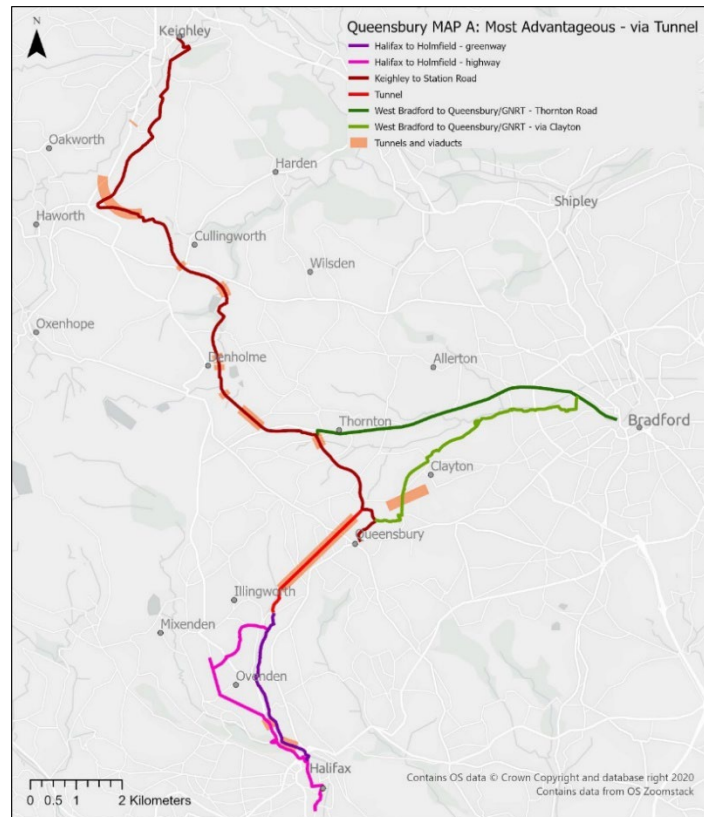 Queensbury MAP A: Most Advantageous - via Tunnel
Halifax to Holmfield - greenway
Halifax to Holmfield - highway
Keighley to Station Road
Tunnel
West Bradford to Queensbury/GNRT - Thornton Road
West Bradford to Queensbury/GNRT - via Clayton
Tunnels and viaducts
N
Keighley
Oakworth
Harden
Shipley
Haworth
Cullingworth
Wilsden
Oxenhope
Denholme
Allerton
Thornton
Bradford
Clayton
Queensbury
Illingworth
Mixenden
Ovenden
Halifax
0 0.5 1 2 Kilometers
Contains OS data © Crown Copyright and database right 2020
Contains data from OS Zoomstack